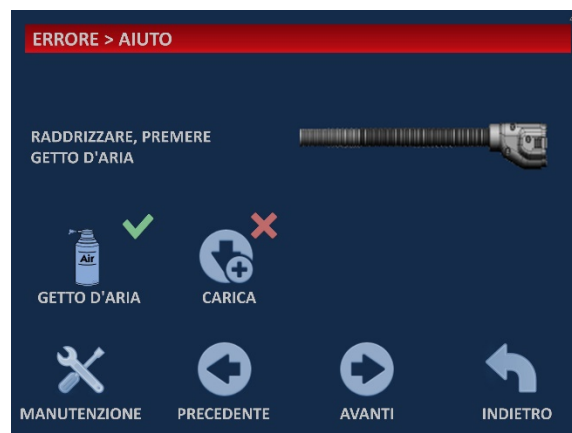 ERRORE > AIUTO
RADDRIZZARE, PREMERE
GETTO D'ARIA
Air
GETTO D'ARIA
CARICA
MANUTENZIONE
PRECEDENTE
AVANTI
INDIETRO